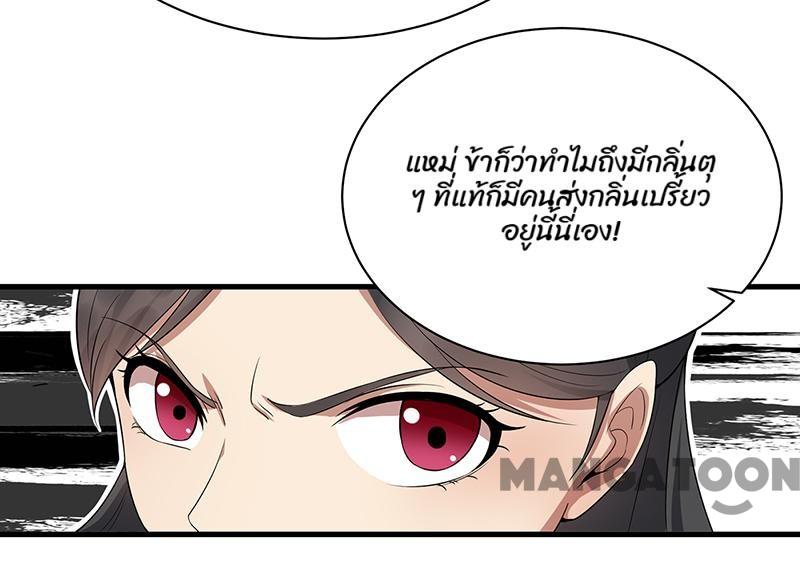 แหม่ ข้าก็ว่าทำไมถึงมีกลิ่นตุ
ๆ ที่แท้ก็มีคนส่งกลิ่นเปรี้ยว
อยู่นี้นี่เอง!
MANGATOON